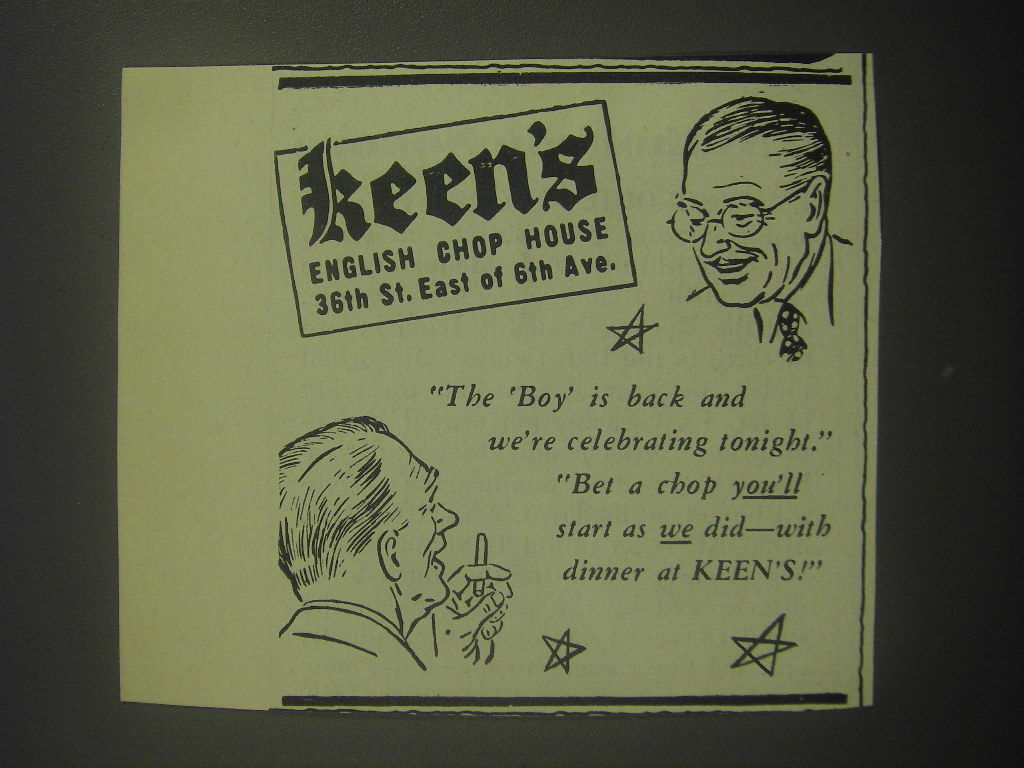 keen's
ENGLISH CHOP HOUSE
36th St. East of 6th Ave.
"The 'Boy' is back and
we're celebrating tonight."
"Bet a chop you'll
start as we did—with
dinner at KEEN'S!"